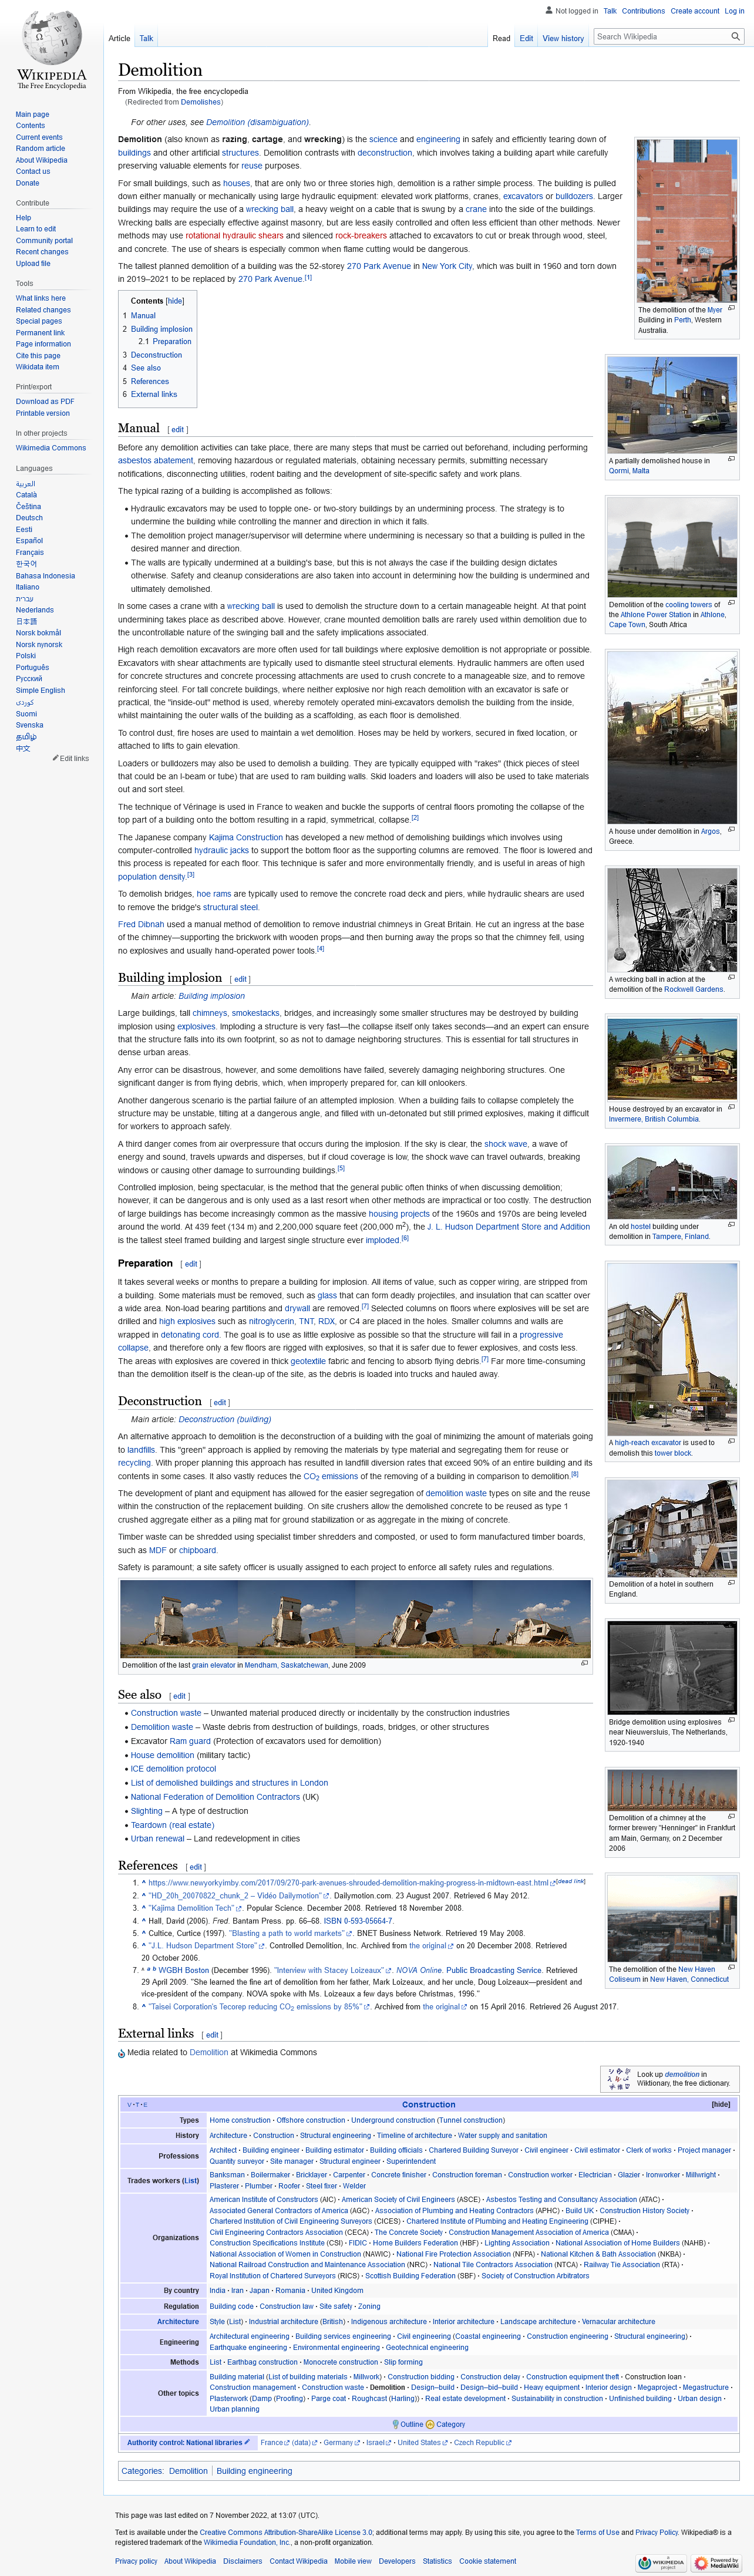 Not logged in Talk Contributions Create account Log in
Article Talk Read Edit View history Search Wikipedia
WIKIPEDIA
The Free Encyclopedia
Main page
Contents
Current events
Random article
About Wikipedia
Contact us
Donate
Contribute
Help
Learn to edit
Community portal
Recent changes
Upload file
Tools
What links here
Related changes
Special pages
Permanent link
Page information
Cite this page
Wikidata item
Print/export
Download as PDF
Printable version
In other projects
Wikimedia Commons
Languages
العربية
Català
Čeština
Deutsch
Eesti
Español
Français
한국어
Bahasa Indonesia
Italiano
עברית
Nederlands
日本語
Norsk bokmål
Norsk nynorsk
Polski
Português
Русский
Simple English
کوردی
Suomi
Svenska
தமிழ்
中文
Edit links
Demolition
From Wikipedia, the free encyclopedia
(Redirected from Demolishes)
For other uses, see Demolition (disambiguation).
Demolition (also known as razing, cartage, and wrecking) is the science and engineering in safely and efficiently tearing down of
buildings and other artificial structures. Demolition contrasts with deconstruction, which involves taking a building apart while carefully
preserving valuable elements for reuse purposes.
For small buildings, such as houses, that are only two or three stories high, demolition is a rather simple process. The building is pulled
down either manually or mechanically using large hydraulic equipment: elevated work platforms, cranes, excavators or bulldozers. Larger
buildings may require the use of a wrecking ball, a heavy weight on a cable that is swung by a crane into the side of the buildings.
Wrecking balls are especially effective against masonry, but are less easily controlled and often less efficient than other methods. Newer
methods may use rotational hydraulic shears and silenced rock-breakers attached to excavators to cut or break through wood, steel,
and concrete. The use of shears is especially common when flame cutting would be dangerous.
The tallest planned demolition of a building was the 52-storey 270 Park Avenue in New York City, which was built in 1960 and torn down
in 2019–2021 to be replaced by 270 Park Avenue.[1]
The demolition of the Myer
Building in Perth, Western
Australia.
Contents [hide]
1 Manual
2 Building implosion
2.1 Preparation
3 Deconstruction
4 See also
5 References
6 External links
A partially demolished house in
Qormi, Malta
Manual [ edit ]
Before any demolition activities can take place, there are many steps that must be carried out beforehand, including performing
asbestos abatement, removing hazardous or regulated materials, obtaining necessary permits, submitting necessary
notifications, disconnecting utilities, rodent baiting and the development of site-specific safety and work plans.
The typical razing of a building is accomplished as follows:
• Hydraulic excavators may be used to topple one- or two-story buildings by an undermining process. The strategy is to
undermine the building while controlling the manner and direction in which it falls.
• The demolition project manager/supervisor will determine where undermining is necessary so that a building is pulled in the
desired manner and direction.
• The walls are typically undermined at a building's base, but this is not always the case if the building design dictates
otherwise. Safety and cleanup considerations are also taken into account in determining how the building is undermined and
ultimately demolished.
Demolition of the cooling towers of
the Athlone Power Station in Athlone,
Cape Town, South Africa
In some cases a crane with a wrecking ball is used to demolish the structure down to a certain manageable height. At that point
undermining takes place as described above. However, crane mounted demolition balls are rarely used within demolition due to
the uncontrollable nature of the swinging ball and the safety implications associated.
High reach demolition excavators are more often used for tall buildings where explosive demolition is not appropriate or possible.
Excavators with shear attachments are typically used to dismantle steel structural elements. Hydraulic hammers are often used
for concrete structures and concrete processing attachments are used to crush concrete to a manageable size, and to remove
reinforcing steel. For tall concrete buildings, where neither explosive nor high reach demolition with an excavator is safe or
practical, the "inside-out" method is used, whereby remotely operated mini-excavators demolish the building from the inside,
whilst maintaining the outer walls of the building as a scaffolding, as each floor is demolished.
To control dust, fire hoses are used to maintain a wet demolition. Hoses may be held by workers, secured in fixed location, or
attached to lifts to gain elevation.
Loaders or bulldozers may also be used to demolish a building. They are typically equipped with "rakes" (thick pieces of steel
that could be an I-beam or tube) that are used to ram building walls. Skid loaders and loaders will also be used to take materials
out and sort steel.
The technique of Vérinage is used in France to weaken and buckle the supports of central floors promoting the collapse of the
top part of a building onto the bottom resulting in a rapid, symmetrical, collapse.[2]
A house under demolition in Argos,
Greece.
The Japanese company Kajima Construction has developed a new method of demolishing buildings which involves using
computer-controlled hydraulic jacks to support the bottom floor as the supporting columns are removed. The floor is lowered and
this process is repeated for each floor. This technique is safer and more environmentally friendly, and is useful in areas of high
population density.[3]
To demolish bridges, hoe rams are typically used to remove the concrete road deck and piers, while hydraulic shears are used
to remove the bridge's structural steel.
Fred Dibnah used a manual method of demolition to remove industrial chimneys in Great Britain. He cut an ingress at the base
of the chimney—supporting the brickwork with wooden props—and then burning away the props so that the chimney fell, using
no explosives and usually hand-operated power tools.[4]
A wrecking ball in action at the
demolition of the Rockwell Gardens.
Building implosion [ edit ]
Main article: Building implosion
Large buildings, tall chimneys, smokestacks, bridges, and increasingly some smaller structures may be destroyed by building
implosion using explosives. Imploding a structure is very fast—the collapse itself only takes seconds—and an expert can ensure
that the structure falls into its own footprint, so as not to damage neighboring structures. This is essential for tall structures in
dense urban areas.
Any error can be disastrous, however, and some demolitions have failed, severely damaging neighboring structures. One
significant danger is from flying debris, which, when improperly prepared for, can kill onlookers.
Another dangerous scenario is the partial failure of an attempted implosion. When a building fails to collapse completely the
structure may be unstable, tilting at a dangerous angle, and filled with un-detonated but still primed explosives, making it difficult
for workers to approach safely.
House destroyed by an excavator in
Invermere, British Columbia.
A third danger comes from air overpressure that occurs during the implosion. If the sky is clear, the shock wave, a wave of
energy and sound, travels upwards and disperses, but if cloud coverage is low, the shock wave can travel outwards, breaking
windows or causing other damage to surrounding buildings.[5]
Controlled implosion, being spectacular, is the method that the general public often thinks of when discussing demolition;
however, it can be dangerous and is only used as a last resort when other methods are impractical or too costly. The destruction
of large buildings has become increasingly common as the massive housing projects of the 1960s and 1970s are being leveled
around the world. At 439 feet (134 m) and 2,200,000 square feet (200,000 m2), the J. L. Hudson Department Store and Addition
is the tallest steel framed building and largest single structure ever imploded.[6]
An old hostel building under
demolition in Tampere, Finland.
Preparation [ edit ]
It takes several weeks or months to prepare a building for implosion. All items of value, such as copper wiring, are stripped from
a building. Some materials must be removed, such as glass that can form deadly projectiles, and insulation that can scatter over
a wide area. Non-load bearing partitions and drywall are removed.[7] Selected columns on floors where explosives will be set are
drilled and high explosives such as nitroglycerin, TNT, RDX, or C4 are placed in the holes. Smaller columns and walls are
wrapped in detonating cord. The goal is to use as little explosive as possible so that the structure will fail in a progressive
collapse, and therefore only a few floors are rigged with explosives, so that it is safer due to fewer explosives, and costs less.
The areas with explosives are covered in thick geotextile fabric and fencing to absorb flying debris.[7] Far more time-consuming
than the demolition itself is the clean-up of the site, as the debris is loaded into trucks and hauled away.
Deconstruction [ edit ]
Main article: Deconstruction (building)
An alternative approach to demolition is the deconstruction of a building with the goal of minimizing the amount of materials going
to landfills. This "green" approach is applied by removing the materials by type material and segregating them for reuse or
recycling. With proper planning this approach has resulted in landfill diversion rates that exceed 90% of an entire building and its
contents in some cases. It also vastly reduces the CO2 emissions of the removing of a building in comparison to demolition.[8]
A high-reach excavator is used to
demolish this tower block.
The development of plant and equipment has allowed for the easier segregation of demolition waste types on site and the reuse
within the construction of the replacement building. On site crushers allow the demolished concrete to be reused as type 1
crushed aggregate either as a piling mat for ground stabilization or as aggregate in the mixing of concrete.
Timber waste can be shredded using specialist timber shredders and composted, or used to form manufactured timber boards,
such as MDF or chipboard.
Safety is paramount; a site safety officer is usually assigned to each project to enforce all safety rules and regulations.
Demolition of a hotel in southern
England.
Demolition of the last grain elevator in Mendham, Saskatchewan, June 2009
Bridge demolition using explosives
near Nieuwersluis, The Netherlands,
1920-1940
See also [ edit ]
• Construction waste – Unwanted material produced directly or incidentally by the construction industries
• Demolition waste – Waste debris from destruction of buildings, roads, bridges, or other structures
• Excavator Ram guard (Protection of excavators used for demolition)
• House demolition (military tactic)
• ICE demolition protocol
• List of demolished buildings and structures in London
• National Federation of Demolition Contractors (UK)
• Slighting – A type of destruction
• Teardown (real estate)
• Urban renewal – Land redevelopment in cities
Demolition of a chimney at the
former brewery "Henninger" in Frankfurt
am Main, Germany, on 2 December
2006
References [ edit ]
1. ^ https://www.newyorkyimby.com/2017/09/270-park-avenues-shrouded-demolition-making-progress-in-midtown-east.html [dead link]
2. ^ "HD_20h_20070822_chunk_2 – Vidéo Dailymotion". Dailymotion.com. 23 August 2007. Retrieved 6 May 2012.
3. ^ "Kajima Demolition Tech". Popular Science. December 2008. Retrieved 18 November 2008.
4. ^ Hall, David (2006). Fred. Bantam Press. pp. 66–68. ISBN 0-593-05664-7.
5. ^ Cultice, Curtice (1997). "Blasting a path to world markets". BNET Business Network. Retrieved 19 May 2008.
6. ^ "J.L. Hudson Department Store". Controlled Demolition, Inc. Archived from the original on 20 December 2008. Retrieved
20 October 2006.
7. ^ a b WGBH Boston (December 1996). "Interview with Stacey Loizeaux". NOVA Online. Public Broadcasting Service. Retrieved
29 April 2009. "She learned the fine art of demolition from her father, Mark Loizeaux, and her uncle, Doug Loizeaux—president
and vice-president. NOVA spoke with Ms. Loizeaux a few days before Christmas, 1996."
8. ^ "Taisei Corporation's Tecorep reducing CO2 emissions by 85%". Archived from the original on 15 April 2016. Retrieved 26 August 2017.
The demolition of the New Haven
Coliseum in New Haven, Connecticut
External links [ edit ]
Media related to Demolition at Wikimedia Commons
Look up demolition in
Wiktionary, the free dictionary.
V · T · E Construction [hide]
Types Home construction · Offshore construction · Underground construction (Tunnel construction)
History Architecture · Construction · Structural engineering · Timeline of architecture · Water supply and sanitation
Professions Architect · Building engineer · Building estimator · Building officials · Chartered Building Surveyor · Civil engineer · Civil estimator · Clerk of works · Project manager ·
Quantity surveyor · Site manager · Structural engineer · Superintendent
Trades workers (List) Banksman · Boilermaker · Bricklayer · Carpenter · Concrete finisher · Construction foreman · Construction worker · Electrician · Glazier · Ironworker · Millwright ·
Plasterer · Plumber · Roofer · Steel fixer · Welder
Organizations American Institute of Constructors (AIC) · American Society of Civil Engineers (ASCE) · Asbestos Testing and Consultancy Association (ATAC) ·
Associated General Contractors of America (AGC) · Association of Plumbing and Heating Contractors (APHC) · Build UK · Construction History Society ·
Chartered Institution of Civil Engineering Surveyors (CICES) · Chartered Institute of Plumbing and Heating Engineering (CIPHE) ·
Civil Engineering Contractors Association (CECA) · The Concrete Society · Construction Management Association of America (CMAA) ·
Construction Specifications Institute (CSI) · FIDIC · Home Builders Federation (HBF) · Lighting Association · National Association of Home Builders (NAHB) ·
National Association of Women in Construction (NAWIC) · National Fire Protection Association (NFPA) · National Kitchen & Bath Association (NKBA) ·
National Railroad Construction and Maintenance Association (NRC) · National Tile Contractors Association (NTCA) · Railway Tie Association (RTA) ·
Royal Institution of Chartered Surveyors (RICS) · Scottish Building Federation (SBF) · Society of Construction Arbitrators
By country India · Iran · Japan · Romania · United Kingdom
Regulation Building code · Construction law · Site safety · Zoning
Architecture Style (List) · Industrial architecture (British) · Indigenous architecture · Interior architecture · Landscape architecture · Vernacular architecture
Engineering Architectural engineering · Building services engineering · Civil engineering (Coastal engineering · Construction engineering · Structural engineering) ·
Earthquake engineering · Environmental engineering · Geotechnical engineering
Methods List · Earthbag construction · Monocrete construction · Slip forming
Other topics Building material (List of building materials · Millwork) · Construction bidding · Construction delay · Construction equipment theft · Construction loan ·
Construction management · Construction waste · Demolition · Design–build · Design–bid–build · Heavy equipment · Interior design · Megaproject · Megastructure ·
Plasterwork (Damp (Proofing) · Parge coat · Roughcast (Harling)) · Real estate development · Sustainability in construction · Unfinished building · Urban design ·
Urban planning
Outline Category
Authority control: National libraries France (data) · Germany · Israel · United States · Czech Republic
Categories: Demolition Building engineering
This page was last edited on 7 November 2022, at 13:07 (UTC).
Text is available under the Creative Commons Attribution-ShareAlike License 3.0; additional terms may apply. By using this site, you agree to the Terms of Use and Privacy Policy. Wikipedia® is a
registered trademark of the Wikimedia Foundation, Inc., a non-profit organization.
Privacy policy About Wikipedia Disclaimers Contact Wikipedia Mobile view Developers Statistics Cookie statement
WIKIMEDIA project Powered by MediaWiki